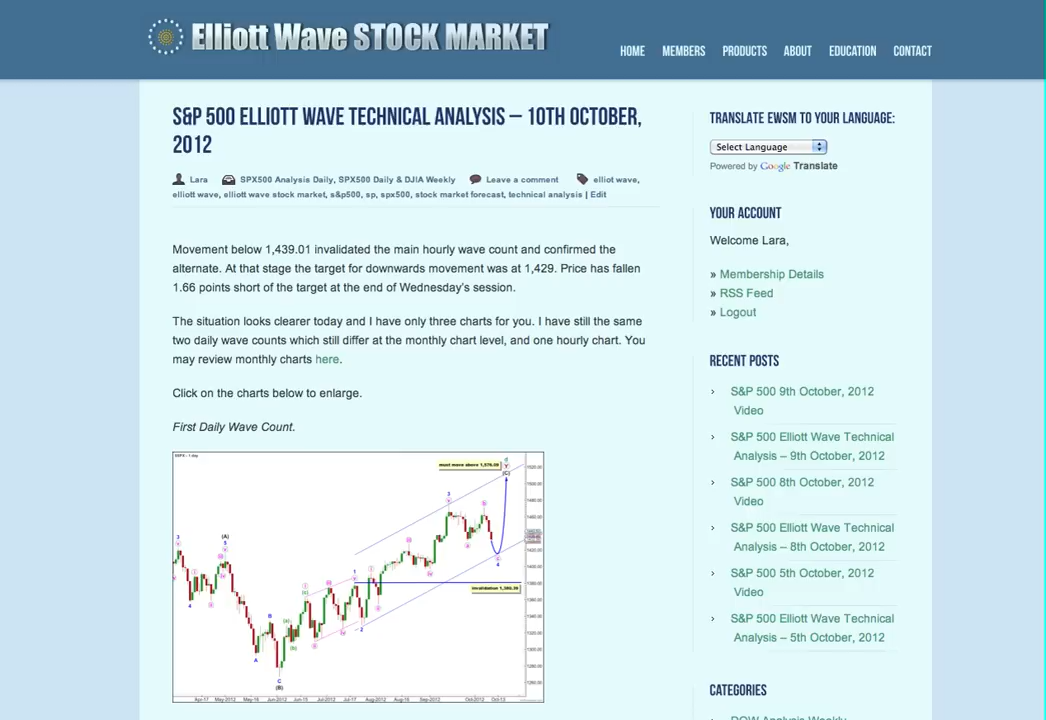 Elliott Wave STOCK MARKET
HOME MEMBERS PRODUCTS ABOUT EDUCATION CONTACT
S&P 500 ELLIOTT WAVE TECHNICAL ANALYSIS – 10TH OCTOBER,
2012
Lara SPX500 Analysis Daily, SPX500 Daily & DJIA Weekly Leave a comment elliot wave,
elliott wave, elliott wave stock market, s&p500, sp, spx500, stock market forecast, technical analysis | Edit
Movement below 1,439.01 invalidated the main hourly wave count and confirmed the
alternate. At that stage the target for downwards movement was at 1,429. Price has fallen
1.66 points short of the target at the end of Wednesday's session.
The situation looks clearer today and I have only three charts for you. I have still the same
two daily wave counts which still differ at the monthly chart level, and one hourly chart. You
may review monthly charts here.
Click on the charts below to enlarge.
First Daily Wave Count.
must move above 1,576.09
TRANSLATE EWSM TO YOUR LANGUAGE:
Select Language
Powered by Google Translate
YOUR ACCOUNT
Welcome Lara,
» Membership Details
» RSS Feed
» Logout
RECENT POSTS
S&P 500 9th October, 2012
Video
S&P 500 Elliott Wave Technical
Analysis – 9th October, 2012
S&P 500 8th October, 2012
Video
S&P 500 Elliott Wave Technical
Analysis – 8th October, 2012
S&P 500 5th October, 2012
Video
S&P 500 Elliott Wave Technical
Analysis – 5th October, 2012
CATEGORIES
DOW Analysis Weekly